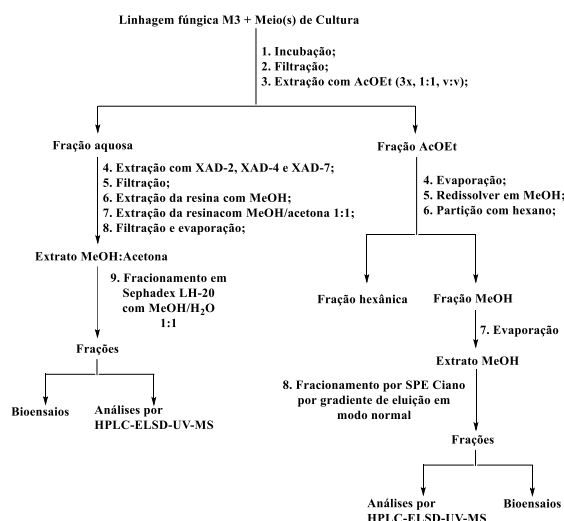 Linhagem fúngica M3 + Meio(s) de Cultura
1. Incubação;
2. Filtração;
3. Extração com AcOEt (3x, 1:1, v:v);
Fração aquosa
4. Extração com XAD-2, XAD-4 e XAD-7;
5. Filtração;
6. Extração da resina com MeOH;
7. Extração da resinacom MeOH/acetona 1:1;
8. Filtração e evaporação;
Extrato MeOH:Acetona
9. Fracionamento em
Sephadex LH-20
com MeOH/H2O
1:1
Frações
Bioensaios
Análises por
HPLC-ELSD-UV-MS
Fração AcOEt
4. Evaporação;
5. Redissolver em MeOH;
6. Partição com hexano;
Fração hexânica
Fração MeOH
7. Evaporação
Extrato MeOH
8. Fracionamento por SPE Ciano
por gradiente de eluição em
modo normal
Frações
Análises por
HPLC-ELSD-UV-MS
Bioensaios